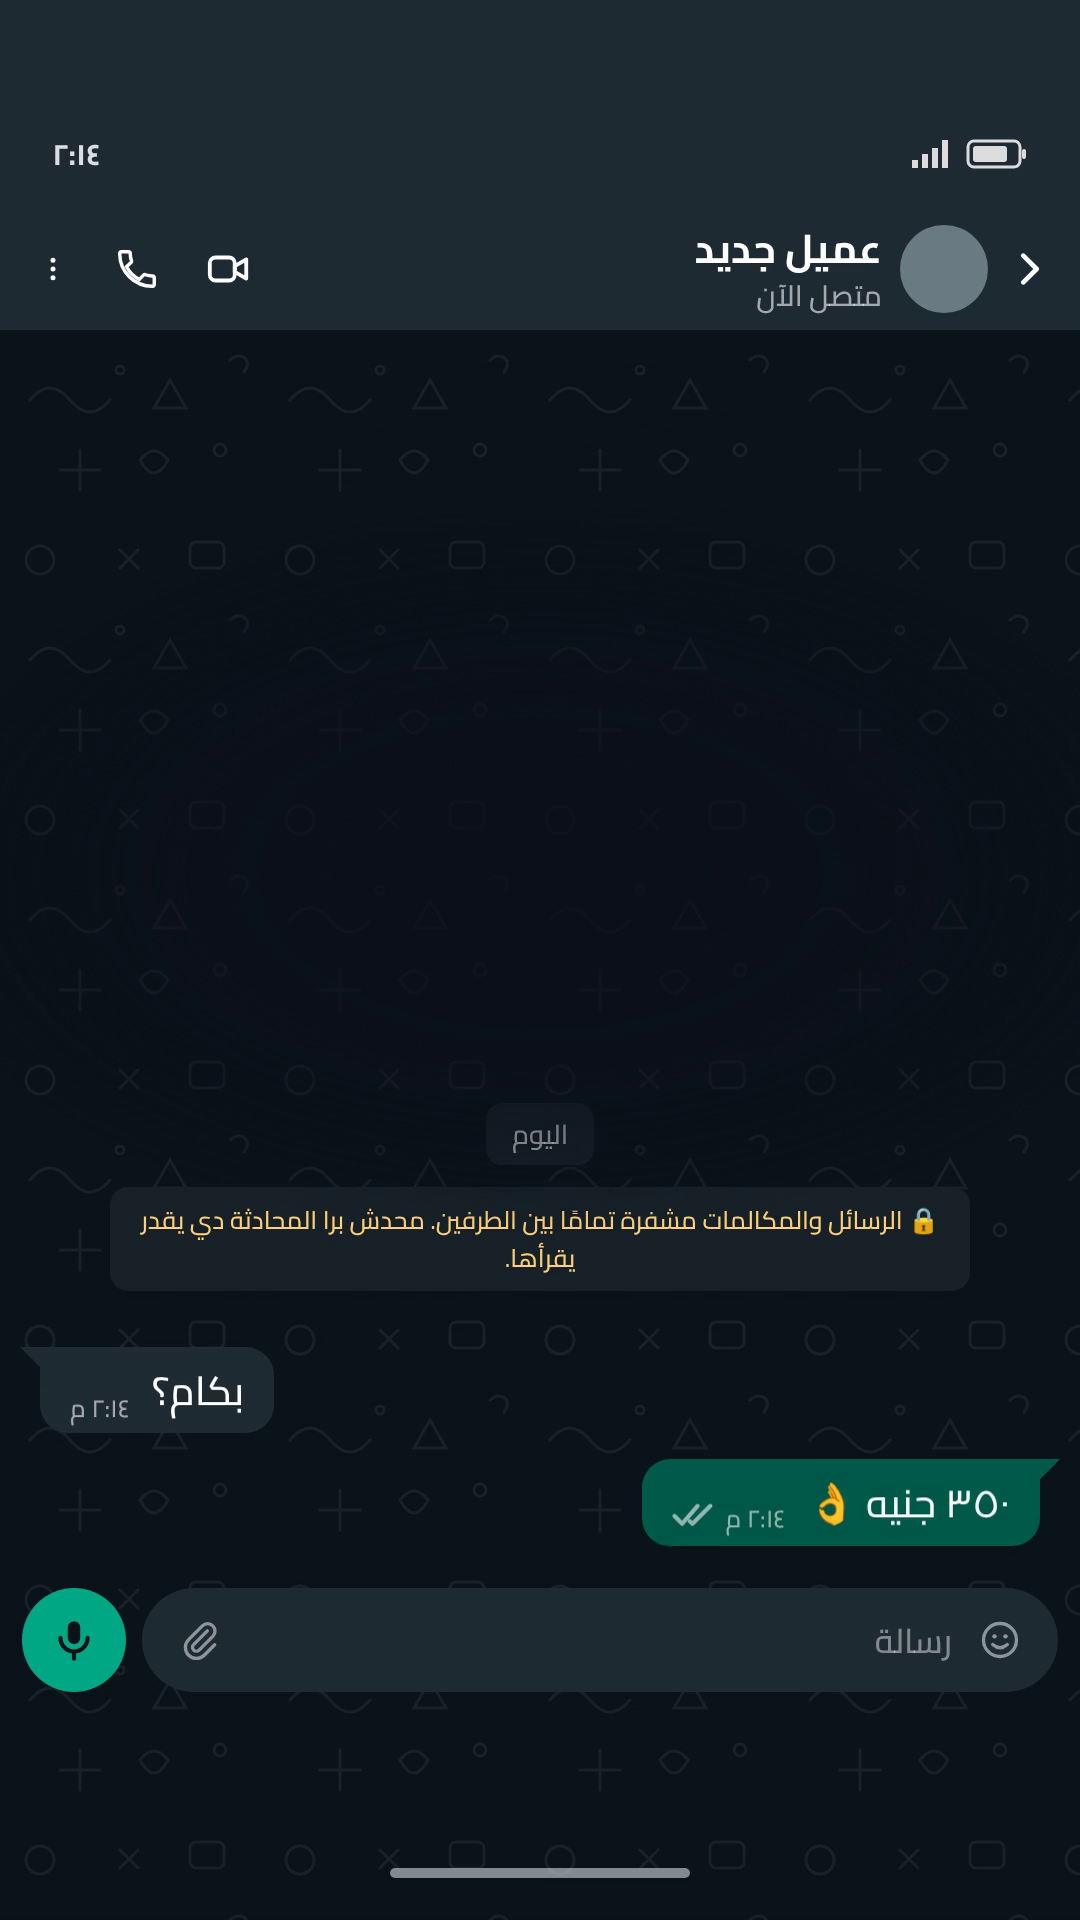 ٢:١٤
عميل جديد
متصل الآن
اليوم
🔒 الرسائل والمكالمات مشفرة تمامًا بين الطرفين. محدش برا المحادثة دي يقدر
يقرأها.
بكام؟ ٢:١٤ م
٣٥٠ جنيه 👌 ٢:١٤ م
رسالة